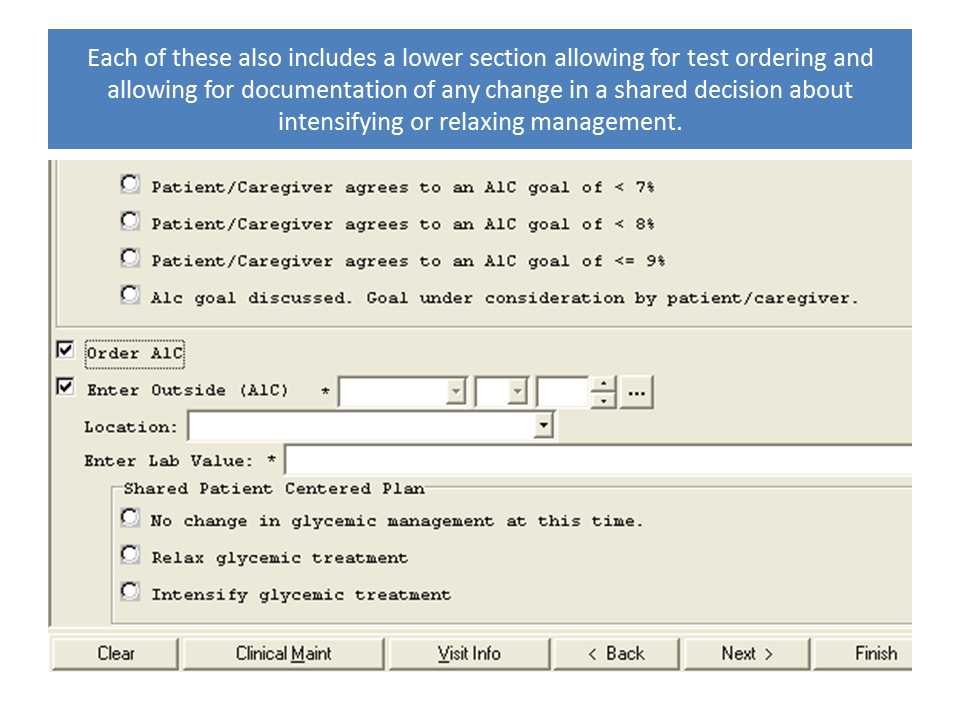 Each of these also includes a lower section allowing for test ordering and
allowing for documentation of any change in a shared decision about
intensifying or relaxing management.
Patient/Caregiver agrees to an A1C goal of < 7%
Patient/Caregiver agrees to an A1C goal of < 8%
Patient/Caregiver agrees to an A1C goal of <= 9%
A1c goal discussed. Goal under consideration by patient/caregiver.
Order A1C
Enter Outside (A1C) * ...
Location:
Enter Lab Value: *
Shared Patient Centered Plan
No change in glycemic management at this time.
Relax glycemic treatment
Intensify glycemic treatment
Clear Clinical Maint Visit Info < Back Next > Finish